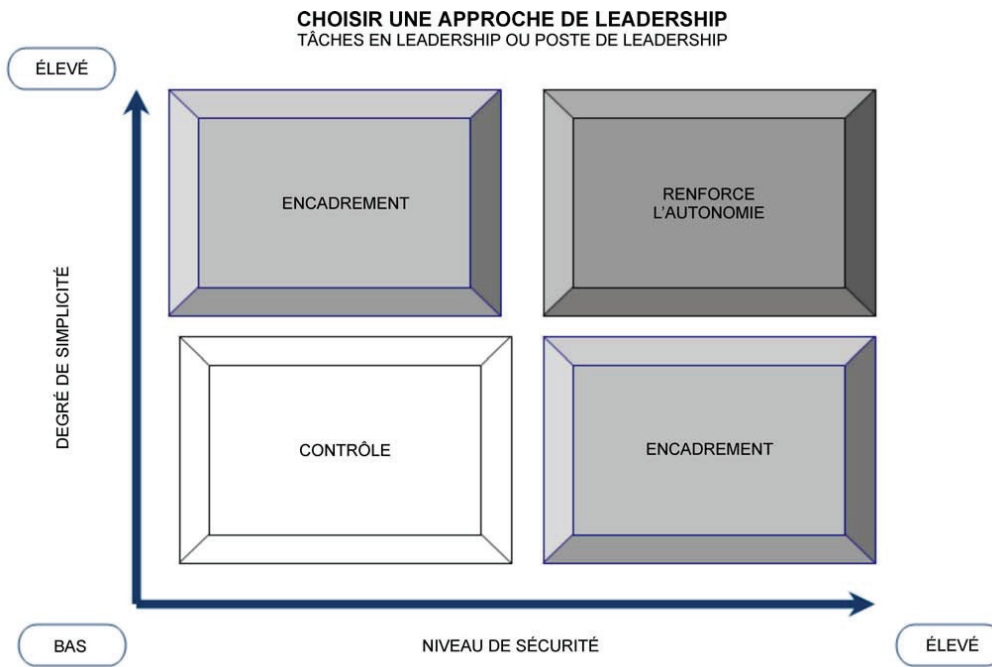 CHOISIR UNE APPROCHE DE LEADERSHIP
TÂCHES EN LEADERSHIP OU POSTE DE LEADERSHIP
ÉLEVÉ
ENCADREMENT
RENFORCE
L'AUTONOMIE
DEGRÉ DE SIMPLICITÉ
CONTRÔLE
ENCADREMENT
BAS
NIVEAU DE SÉCURITÉ
ÉLEVÉ